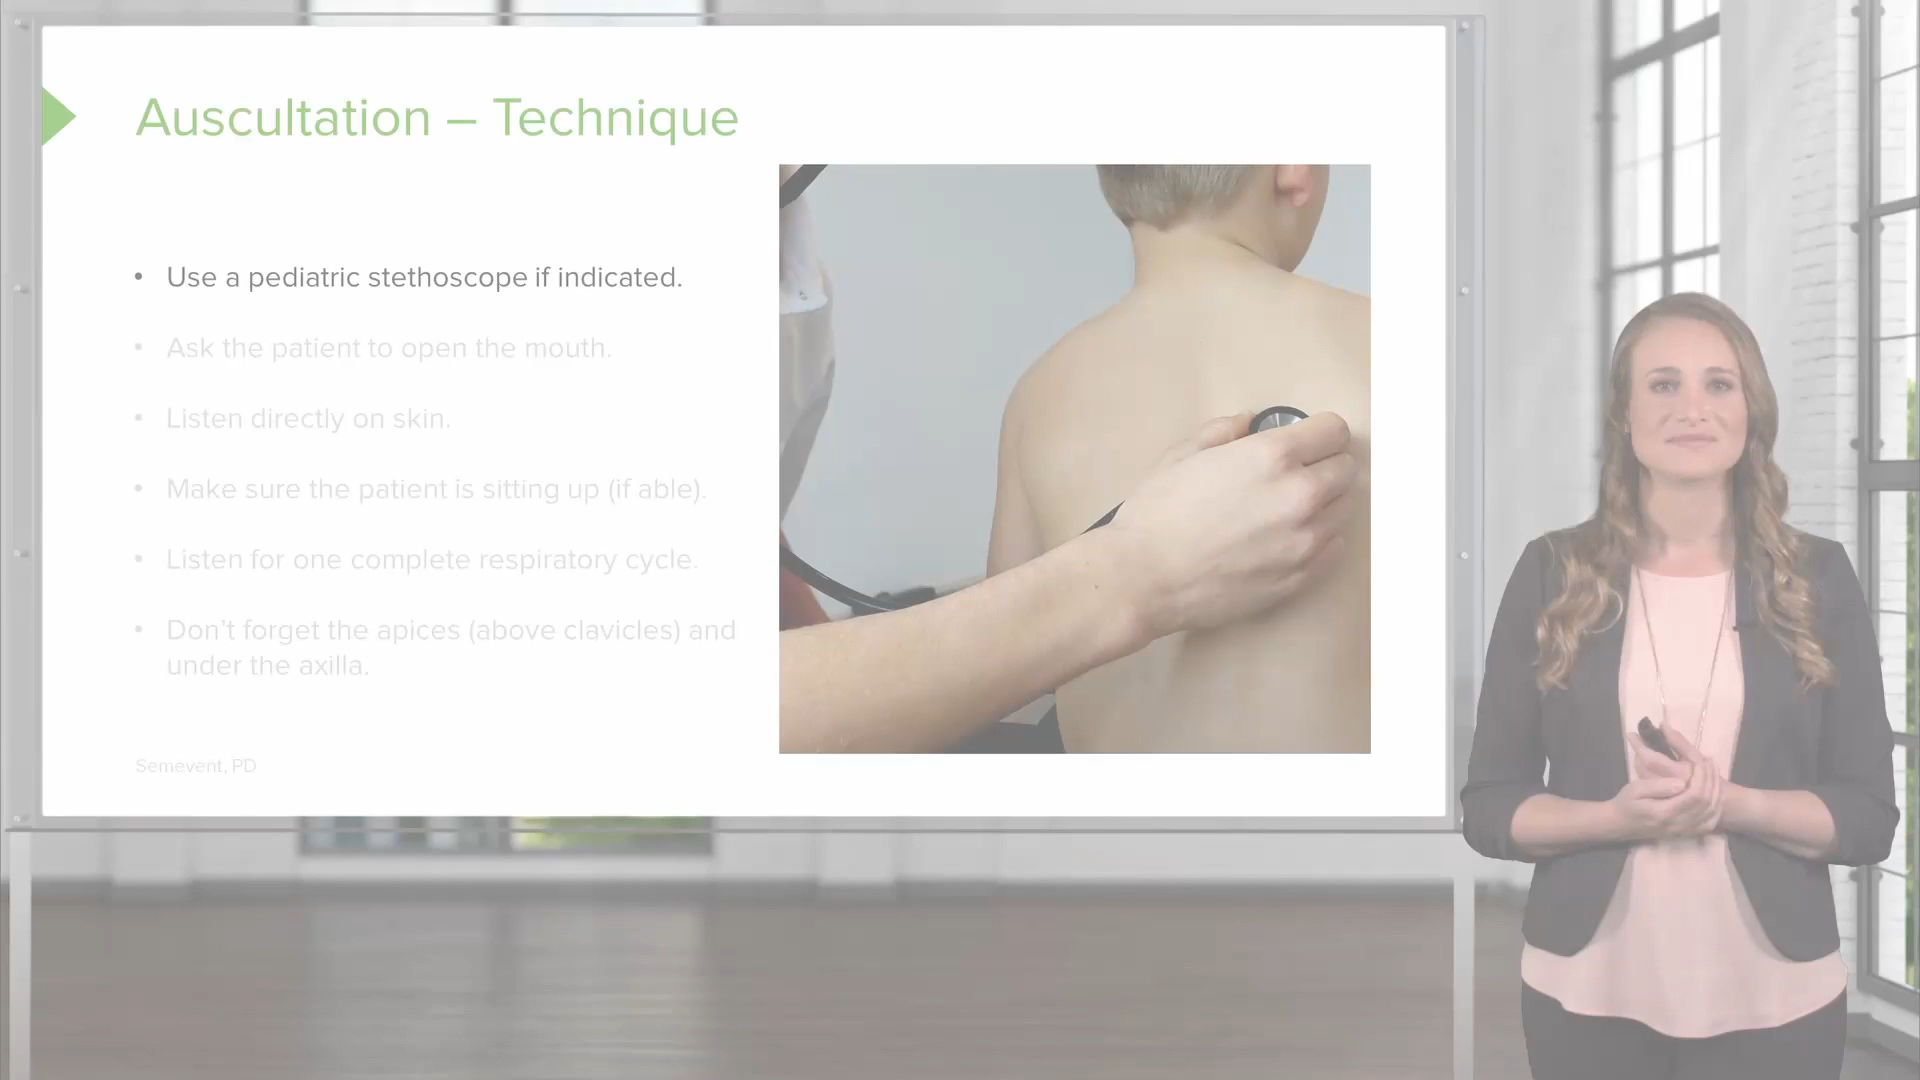 Auscultation – Technique
• Use a pediatric stethoscope if indicated.
• Ask the patient to open the mouth.
• Listen directly on skin.
• Make sure the patient is sitting up (if able).
• Listen for one complete respiratory cycle.
• Don't forget the apices (above clavicles) and
under the axilla.
Semevent, PD